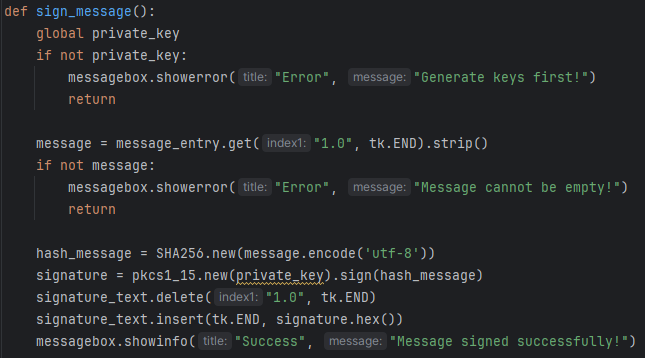 def sign_message():
    global private_key
    if not private_key:
        messagebox.showerror( title: "Error", message: "Generate keys first!")
        return

    message = message_entry.get( index1: "1.0", tk.END).strip()
    if not message:
        messagebox.showerror( title: "Error", message: "Message cannot be empty!")
        return

    hash_message = SHA256.new(message.encode('utf-8'))
    signature = pkcs1_15.new(private_key).sign(hash_message)
    signature_text.delete( index1: "1.0", tk.END)
    signature_text.insert(tk.END, signature.hex())
    messagebox.showinfo( title: "Success", message: "Message signed successfully!")